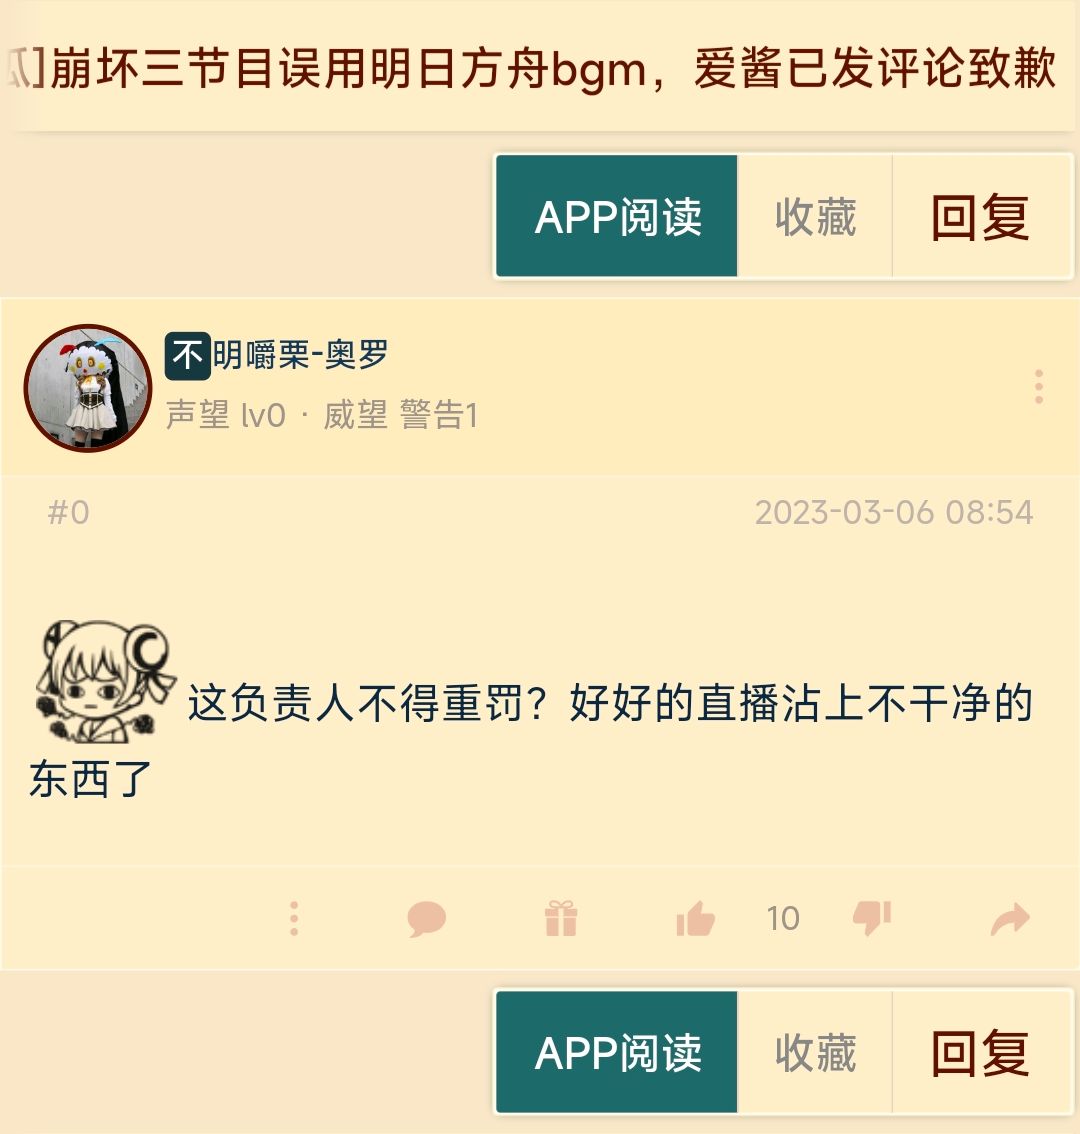 ]崩坏三节目误用明日方舟bgm，爱酱已发评论致歉
APP阅读 收藏 回复
不明嚼栗-奥罗
声望 lv0 · 威望 警告1
#0 2023-03-06 08:54
这负责人不得重罚？好好的直播沾上不干净的
东西了
10
APP阅读 收藏 回复